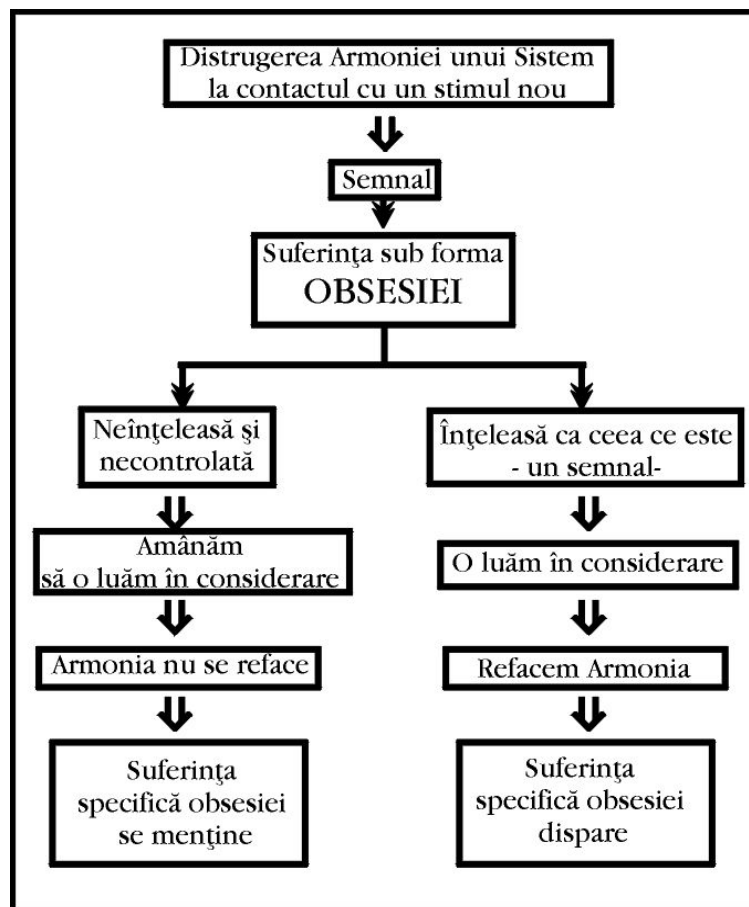 Distrugerea Armoniei unui Sistem
la contactul cu un stimul nou
Semnal
Suferinţa sub forma
OBSESIEI
Neînţeleasă şi
necontrolată
Amânăm
să o luăm în considerare
Armonia nu se reface
Suferinţa
specifică obsesiei
se menţine
Înţeleasă ca ceea ce este
- un semnal-
O luăm în considerare
Refacem Armonia
Suferinţa
specifică obsesiei
dispare